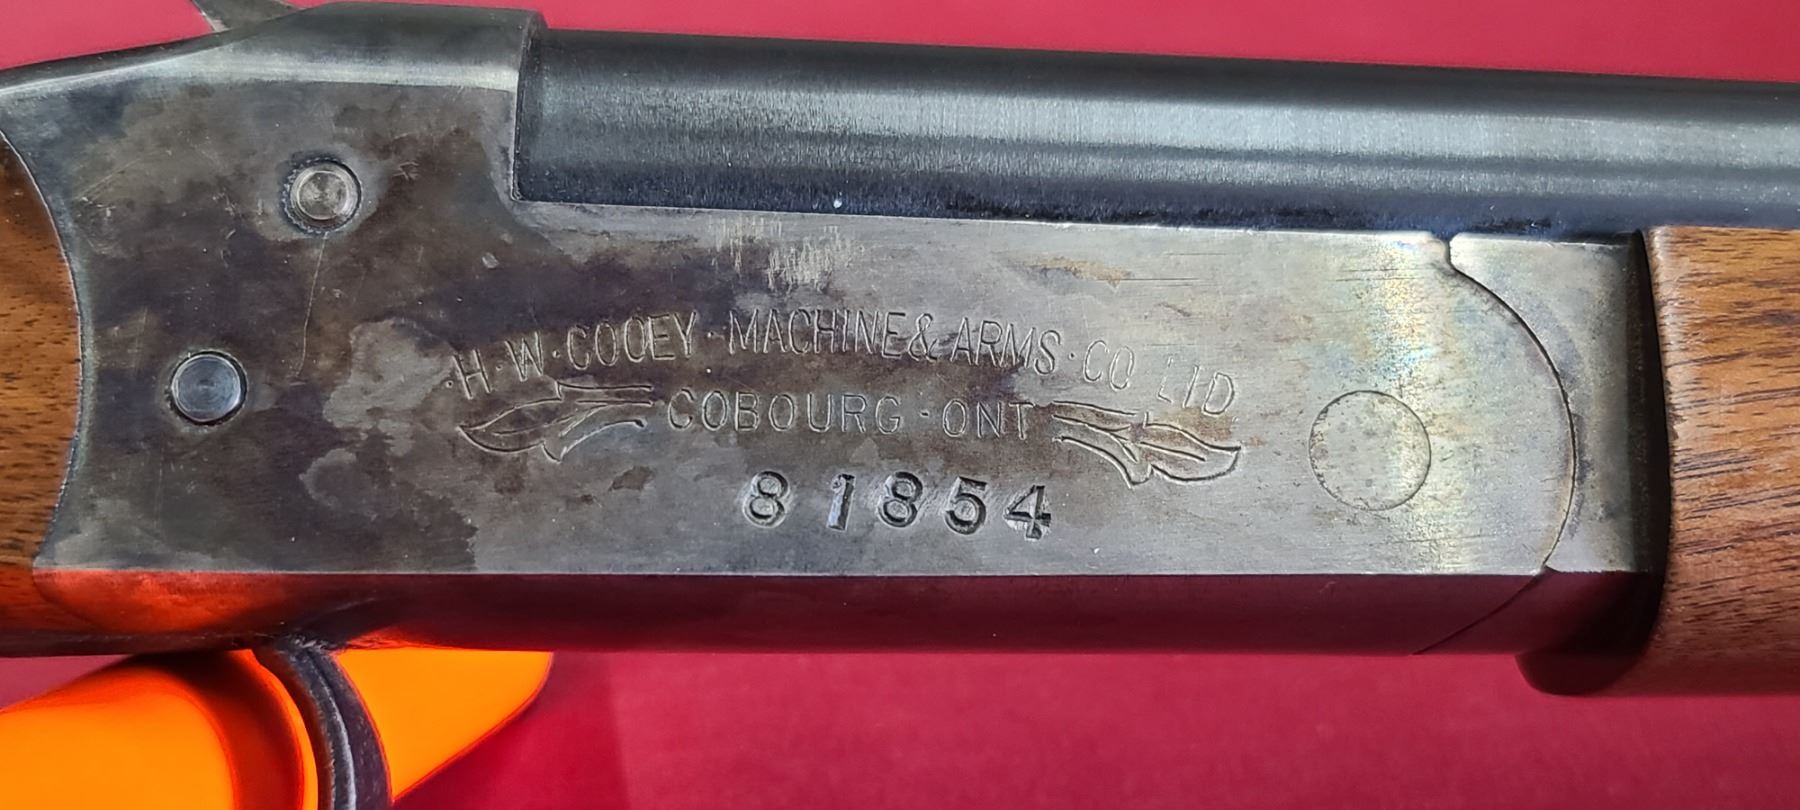 ·H·W·COOEY·MACHINE & ARMS·CO LTD.
COBOURG·ONT
81854